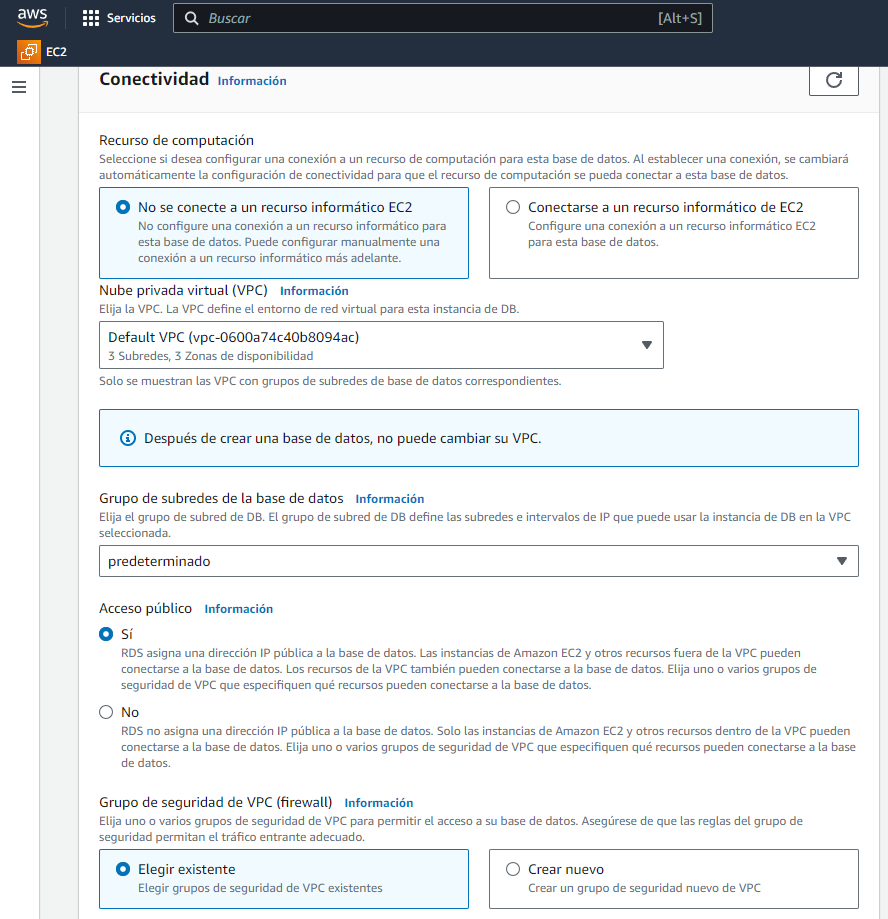 aws
Servicios
Buscar
[Alt+S]
EC2
Conectividad Información
Recurso de computación
Seleccione si desea configurar una conexión a un recurso de computación para esta base de datos. Al establecer una conexión, se cambiará
automáticamente la configuración de conectividad para que el recurso de computación se pueda conectar a esta base de datos.
No se conecte a un recurso informático EC2
No configure una conexión a un recurso informático para
esta base de datos. Puede configurar manualmente una
conexión a un recurso informático más adelante.
Conectarse a un recurso informático de EC2
Configure una conexión a un recurso informático EC2
para esta base de datos.
Nube privada virtual (VPC) Información
Elija la VPC. La VPC define el entorno de red virtual para esta instancia de DB.
Default VPC (vpc-0600a74c40b8094ac)
3 Subredes, 3 Zonas de disponibilidad
Solo se muestran las VPC con grupos de subredes de base de datos correspondientes.
Después de crear una base de datos, no puede cambiar su VPC.
Grupo de subredes de la base de datos Información
Elija el grupo de subred de DB. El grupo de subred de DB define las subredes e intervalos de IP que puede usar la instancia de DB en la VPC
seleccionada.
predeterminado
Acceso público Información
Sí
RDS asigna una dirección IP pública a la base de datos. Las instancias de Amazon EC2 y otros recursos fuera de la VPC pueden
conectarse a la base de datos. Los recursos de la VPC también pueden conectarse a la base de datos. Elija uno o varios grupos de
seguridad de VPC que especifiquen qué recursos pueden conectarse a la base de datos.
No
RDS no asigna una dirección IP pública a la base de datos. Solo las instancias de Amazon EC2 y otros recursos dentro de la VPC pueden
conectarse a la base de datos. Elija uno o varios grupos de seguridad de VPC que especifiquen qué recursos pueden conectarse a la base
de datos.
Grupo de seguridad de VPC (firewall) Información
Elija uno o varios grupos de seguridad de VPC para permitir el acceso a su base de datos. Asegúrese de que las reglas del grupo de
seguridad permitan el tráfico entrante adecuado.
Elegir existente
Elegir grupos de seguridad de VPC existentes
Crear nuevo
Crear un grupo de seguridad nuevo de VPC